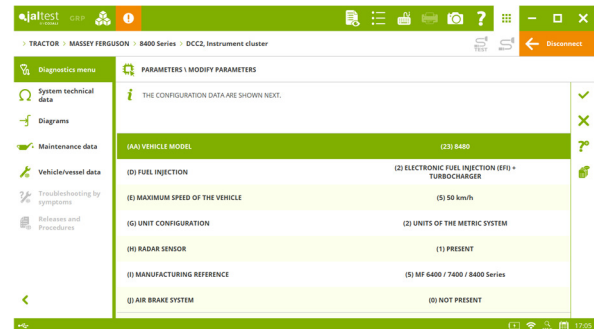 jaltest GRP
> TRACTOR > MASSEY FERGUSON > 8400 Series > DCC2, Instrument cluster
TEST
Disconnect
Diagnostics menu
PARAMETERS \ MODIFY PARAMETERS
System technical
data
i THE CONFIGURATION DATA ARE SHOWN NEXT.
Diagrams
Maintenance data
(AA) VEHICLE MODEL (23) 8480
Vehicle/vessel data
(D) FUEL INJECTION (2) ELECTRONIC FUEL INJECTION (EFI) +
TURBOCHARGER
Troubleshooting by
symptoms
(E) MAXIMUM SPEED OF THE VEHICLE (5) 50 km/h
Releases and
Procedures
(G) UNIT CONFIGURATION (2) UNITS OF THE METRIC SYSTEM
(H) RADAR SENSOR (1) PRESENT
(I) MANUFACTURING REFERENCE (5) MF 6400 / 7400 / 8400 Series
(J) AIR BRAKE SYSTEM (0) NOT PRESENT
17:05